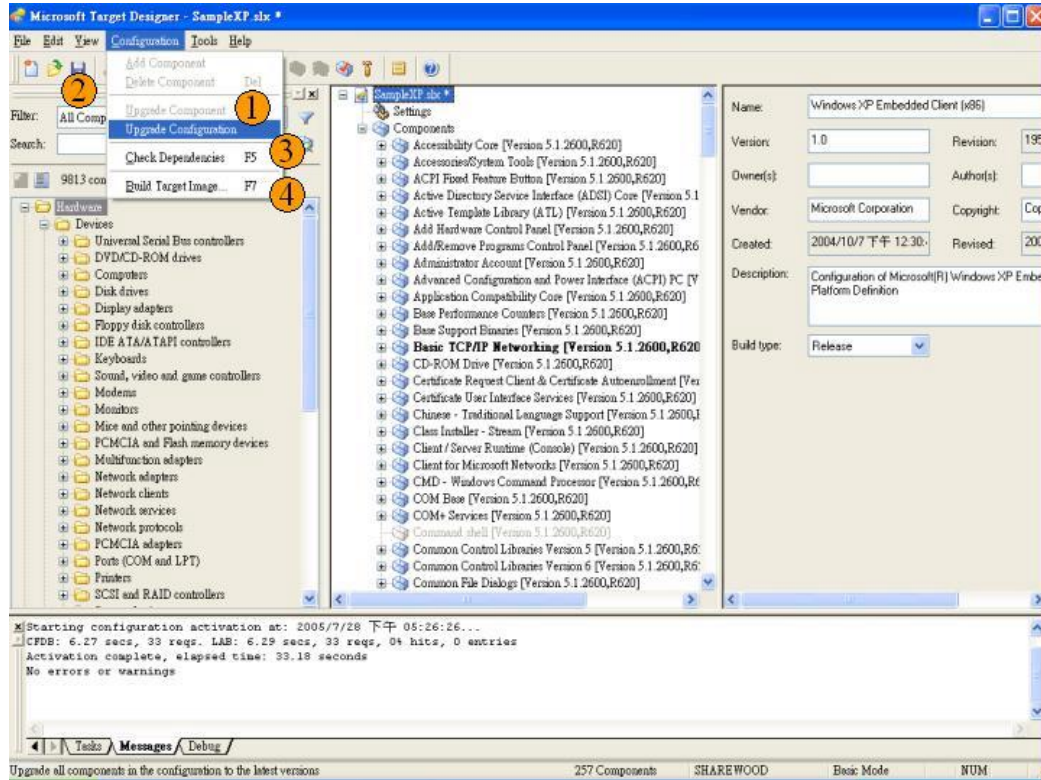 Microsoft Target Designer - SampleXP.slx *
File Edit View Configuration Tools Help
Add Component
Delete Component Del
Upgrade Component
Upgrade Configuration
Check Dependencies F5
Build Target Image... F7
1
2
3
4
Filter: All Comp
Search:
9813 con
Hardware
Devices
Universal Serial Bus controllers
DVD/CD-ROM drives
Computers
Disk drives
Display adapters
Floppy disk controllers
IDE ATA/ATAPI controllers
Keyboards
Sound, video and game controllers
Modems
Monitors
Mice and other pointing devices
PCMCIA and Flash memory devices
Multifunction adapters
Network adapters
Network clients
Network services
Network protocols
PCMCIA adapters
Ports (COM and LPT)
Printers
SCSI and RAID controllers
SampleXP.slx *
Settings
Components
Accessibility Core [Version 5.1.2600,R620]
Accessories/System Tools [Version 5.1.2600,R620]
ACPI Fixed Feature Button [Version 5.1.2600,R620]
Active Directory Service Interface (ADSI) Core [Version 5.1
Active Template Library (ATL) [Version 5.1.2600,R620]
Add Hardware Control Panel [Version 5.1.2600,R620]
Add/Remove Programs Control Panel [Version 5.1.2600,R6
Administrator Account [Version 5.1.2600,R620]
Advanced Configuration and Power Interface (ACPI) PC [V
Application Compatibility Core [Version 5.1.2600,R620]
Base Performance Counters [Version 5.1.2600,R620]
Base Support Binaries [Version 5.1.2600,R620]
Basic TCP/IP Networking [Version 5.1.2600,R620
CD-ROM Drive [Version 5.1.2600,R620]
Certificate Request Client & Certificate Autoenrollment [Ver
Certificate User Interface Services [Version 5.1.2600,R620]
Chinese - Traditional Language Support [Version 5.1.2600,R
Class Installer - Stream [Version 5.1.2600,R620]
Client / Server Runtime (Console) [Version 5.1.2600,R620]
Client for Microsoft Networks [Version 5.1.2600,R620]
CMD - Windows Command Processor [Version 5.1.2600,R6
COM Base [Version 5.1.2600,R620]
COM+ Services [Version 5.1.2600,R620]
Command shell [Version 5.1.2600,R620]
Common Control Libraries Version 5 [Version 5.1.2600,R62
Common Control Libraries Version 6 [Version 5.1.2600,R62
Common File Dialogs [Version 5.1.2600,R620]
Name: Windows XP Embedded Client (x86)
Version: 1.0 Revision: 195
Owner(s): Author(s):
Vendor: Microsoft Corporation Copyright: Cop
Created: 2004/10/7 下午 12:30: Revised: 200
Description: Configuration of Microsoft(R) Windows XP Embe
Platform Definition
Build type: Release
Starting configuration activation at: 2005/7/28 下午 05:26:26...
CFDB: 6.27 secs, 33 reqs. LAB: 6.29 secs, 33 reqs, 0% hits, 0 entries
Activation complete, elapsed time: 33.18 seconds
No errors or warnings
Tasks Messages Debug
Upgrade all components in the configuration to the latest versions 257 Components SHAREWOOD Basic Mode NUM